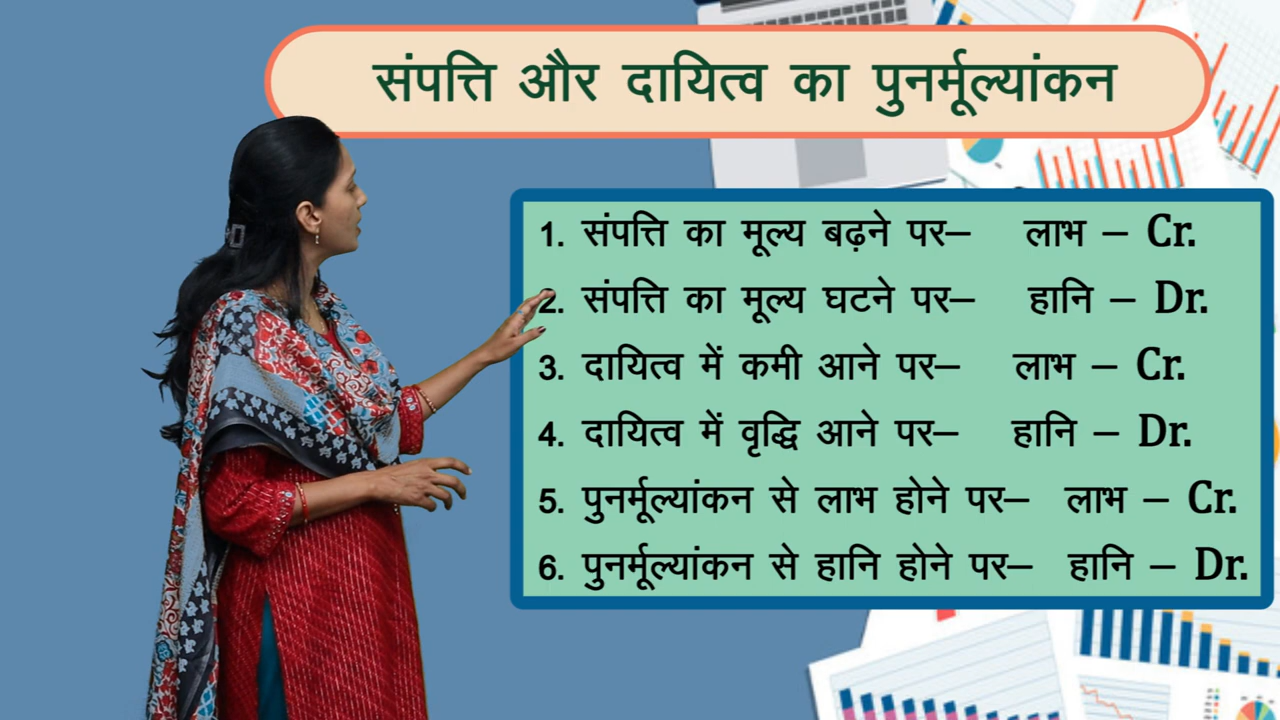 संपत्ति और दायित्व का पुनर्मूल्यांकन
1. संपत्ति का मूल्य बढ़ने पर– लाभ – Cr.
2. संपत्ति का मूल्य घटने पर– हानि – Dr.
3. दायित्व में कमी आने पर– लाभ – Cr.
4. दायित्व में वृद्धि आने पर– हानि – Dr.
5. पुनर्मूल्यांकन से लाभ होने पर– लाभ – Cr.
6. पुनर्मूल्यांकन से हानि होने पर– हानि – Dr.